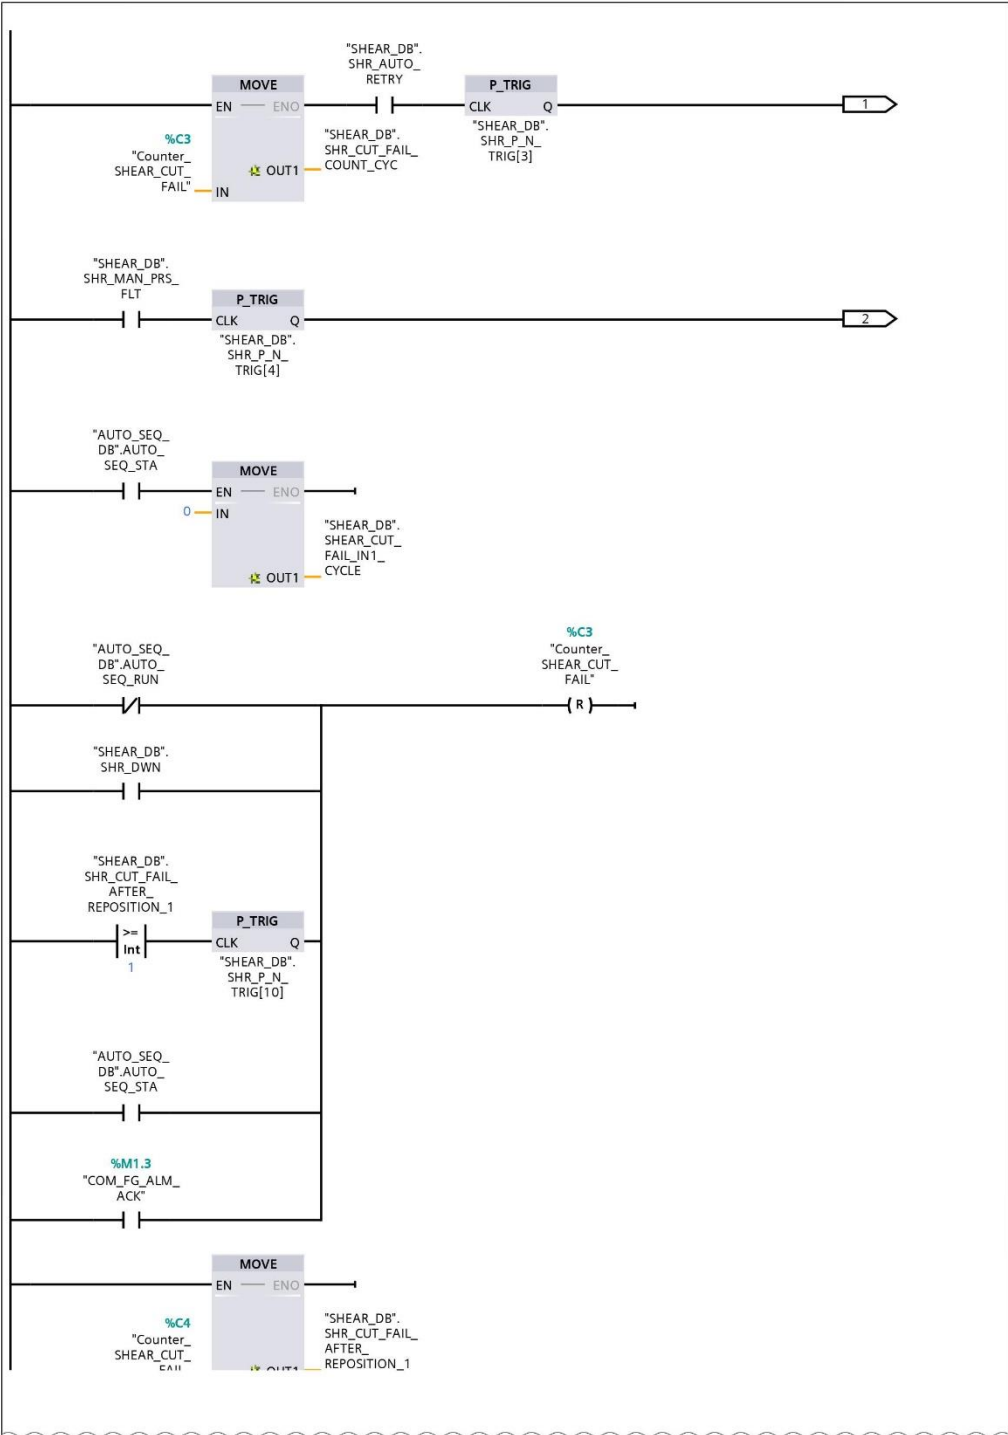 "SHEAR_DB".
SHR_AUTO_
RETRY
MOVE
P_TRIG
EN
ENO
CLK
Q
%C3
"Counter_
SHEAR_CUT_
FAIL"
IN
OUT1
"SHEAR_DB".
SHR_CUT_FAIL_
COUNT_CYC
"SHEAR_DB".
SHR_P_N_
TRIG[3]
1
"SHEAR_DB".
SHR_MAN_PRS_
FLT
P_TRIG
CLK
Q
"SHEAR_DB".
SHR_P_N_
TRIG[4]
2
"AUTO_SEQ_
DB".AUTO_
SEQ_STA
MOVE
EN
ENO
0
IN
OUT1
"SHEAR_DB".
SHEAR_CUT_
FAIL_IN1_
CYCLE
"AUTO_SEQ_
DB".AUTO_
SEQ_RUN
%C3
"Counter_
SHEAR_CUT_
FAIL"
R
"SHEAR_DB".
SHR_DWN
"SHEAR_DB".
SHR_CUT_FAIL_
AFTER_
REPOSITION_1
>=
Int
1
P_TRIG
CLK
Q
"SHEAR_DB".
SHR_P_N_
TRIG[10]
"AUTO_SEQ_
DB".AUTO_
SEQ_STA
%M1.3
"COM_FG_ALM_
ACK"
MOVE
EN
ENO
%C4
"Counter_
SHEAR_CUT_
FAIL
OUT1
"SHEAR_DB".
SHR_CUT_FAIL_
AFTER_
REPOSITION_1